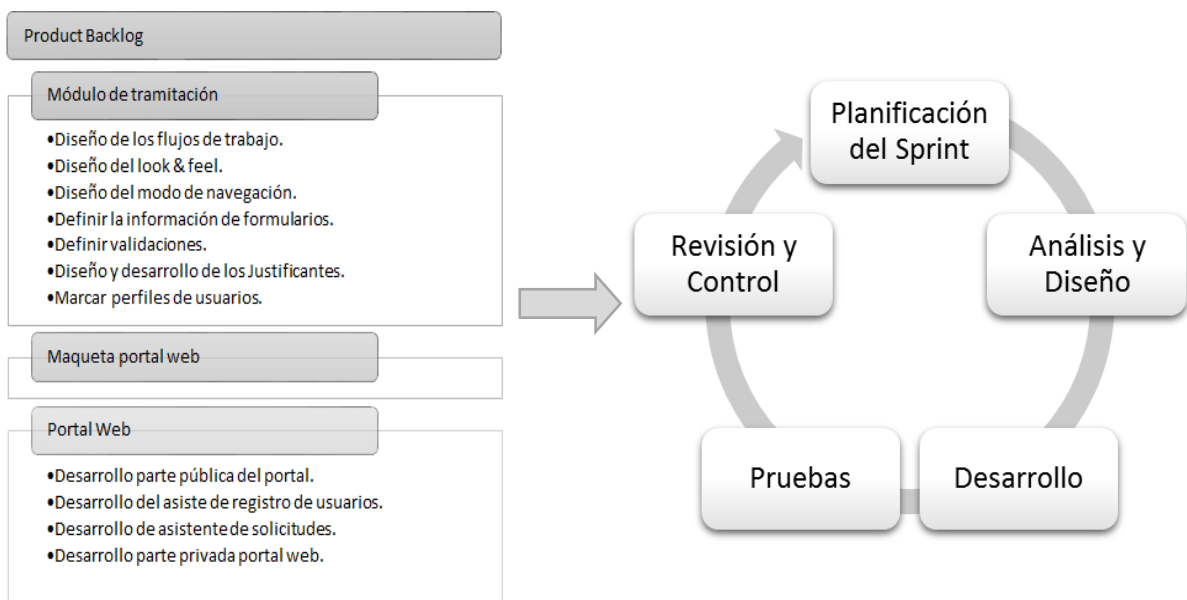 Product Backlog
Módulo de tramitación
•Diseño de los flujos de trabajo.
•Diseño del look & feel.
•Diseño del modo de navegación.
•Definir la información de formularios.
•Definir validaciones.
•Diseño y desarrollo de los Justificantes.
•Marcar perfiles de usuarios.
Maqueta portal web
Portal Web
•Desarrollo parte pública del portal.
•Desarrollo del asiste de registro de usuarios.
•Desarrollo de asistente de solicitudes.
•Desarrollo parte privada portal web.
Planificación
del Sprint
Análisis y
Diseño
Desarrollo
Pruebas
Revisión y
Control